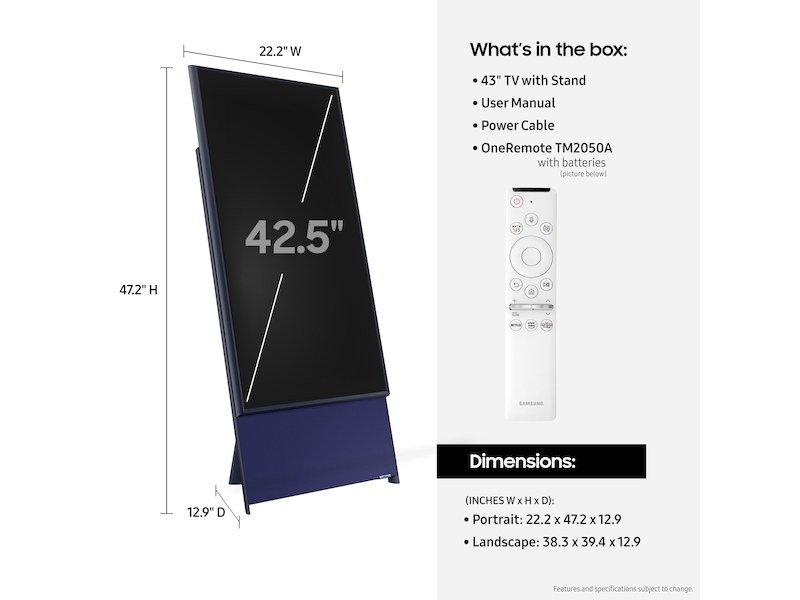 22.2" W
42.5"
47.2" H
12.9" D
What's in the box:
• 43" TV with Stand
• User Manual
• Power Cable
• OneRemote TM2050A
with batteries
(picture below)
SAMSUNG
Dimensions:
(INCHES W x H x D):
• Portrait: 22.2 x 47.2 x 12.9
• Landscape: 38.3 x 39.4 x 12.9
Features and specifications subject to change.